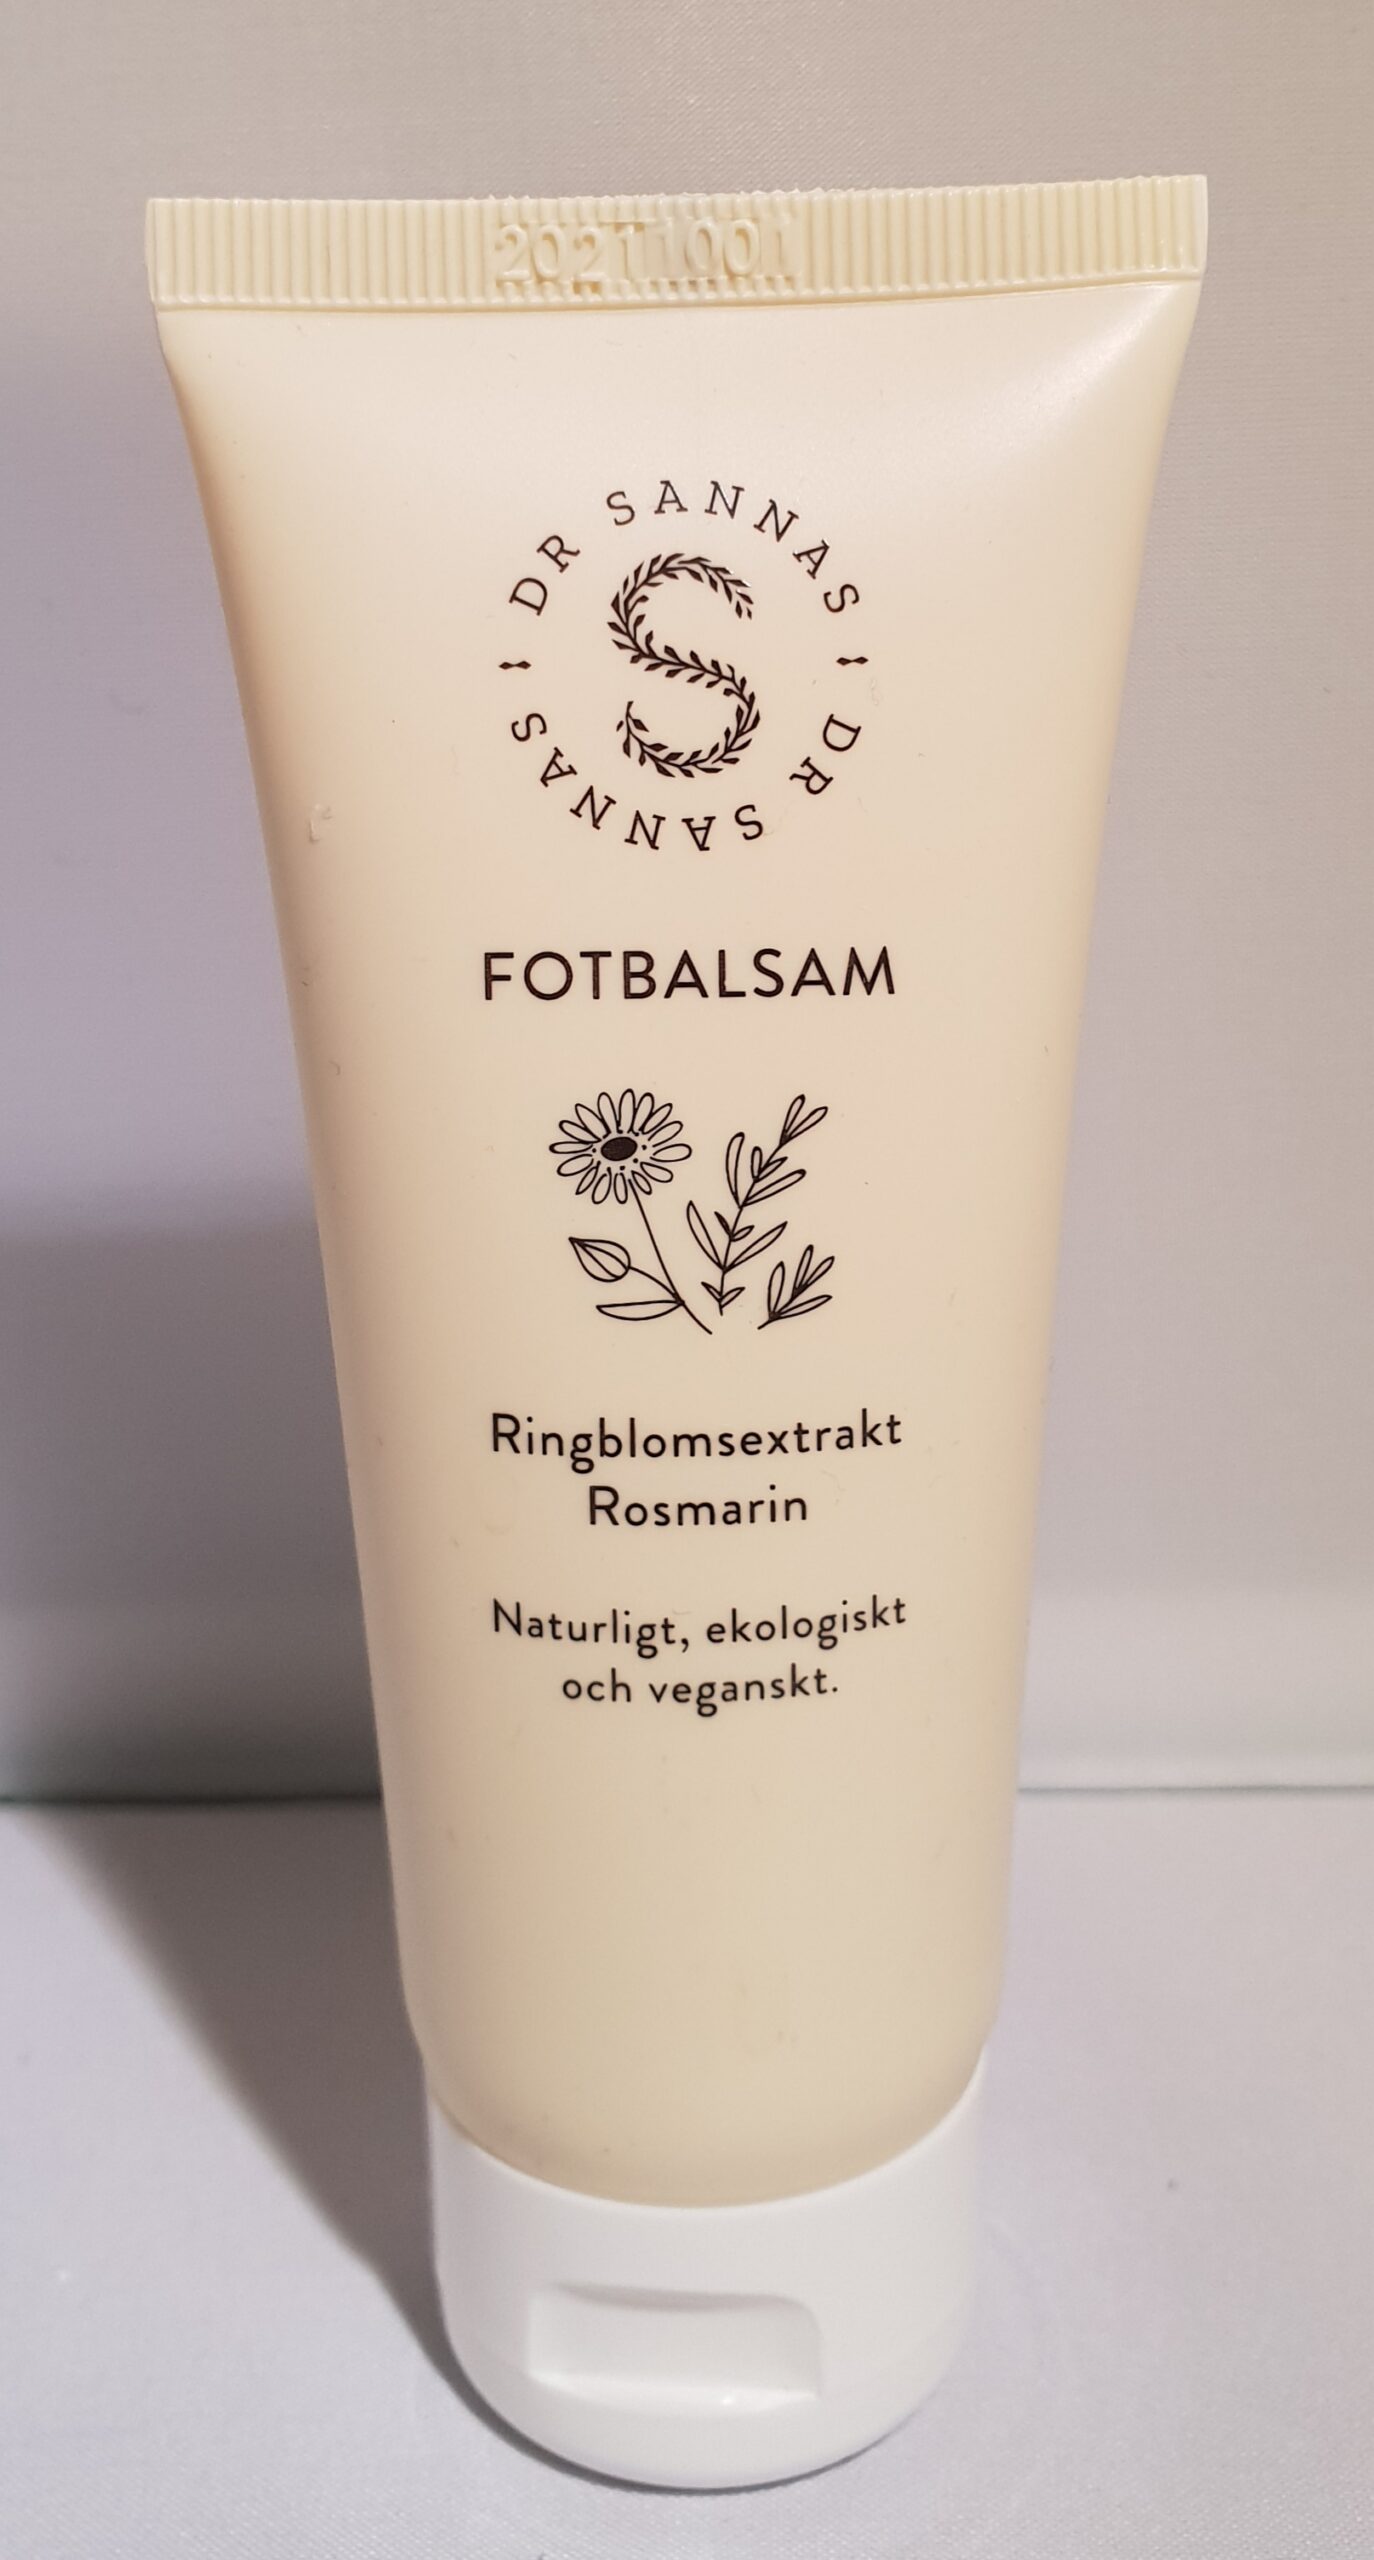 20211001
DR SANNAS
DR SANNAS
S
FOTBALSAM
Ringblomsextrakt
Rosmarin
Naturligt, ekologiskt
och veganskt.